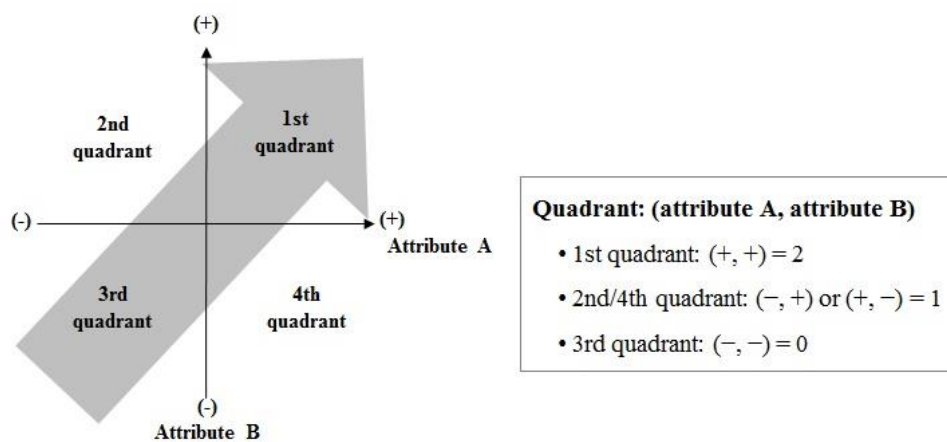 (+)
2nd
quadrant
1st
quadrant
(-)
(+)
Attribute A
3rd
quadrant
4th
quadrant
(-)
Attribute B
Quadrant: (attribute A, attribute B)
• 1st quadrant: (+, +) = 2
• 2nd/4th quadrant: (−, +) or (+, −) = 1
• 3rd quadrant: (−, −) = 0